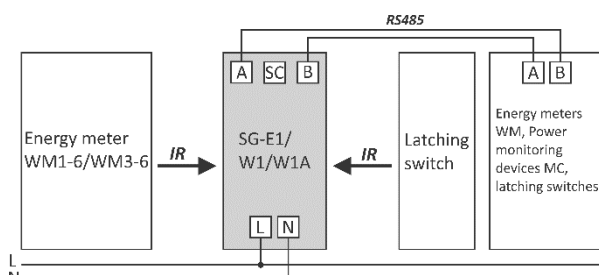 RS485
A SC B
A B
Energy meter
WM1-6/WM3-6
IR
SG-E1/
W1/W1A
IR
Latching
switch
Energy meters
WM, Power
monitoring
devices MC,
latching switches
L N
L
N